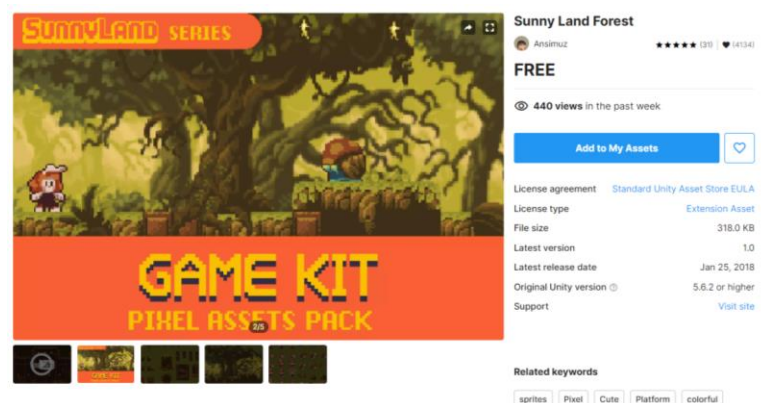 SUNNYLAND SERIES
GAME KIT
PIXEL ASSETS PACK
2/5
GAME KIT
Sunny Land Forest
Ansimuz
★★★★★ (31) | ♥ (4134)
FREE
440 views in the past week
Add to My Assets
License agreement Standard Unity Asset Store EULA
License type Extension Asset
File size 318.0 KB
Latest version 1.0
Latest release date Jan 25, 2018
Original Unity version 5.6.2 or higher
Support Visit site
Related keywords
sprites Pixel Cute Platform colorful